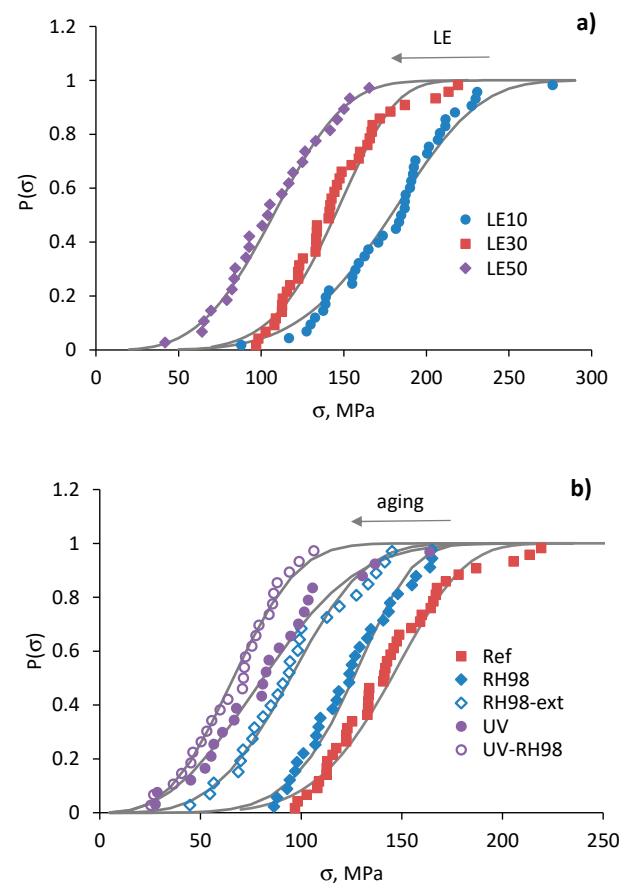 a)
LE
1.2
1
0.8
0.6
0.4
0.2
0
P(σ)
LE10
LE30
LE50
0 50 100 150 200 250 300
σ, MPa
b)
aging
1.2
1
0.8
0.6
0.4
0.2
0
P(σ)
Ref
RH98
RH98-ext
UV
UV-RH98
0 50 100 150 200 250
σ, MPa